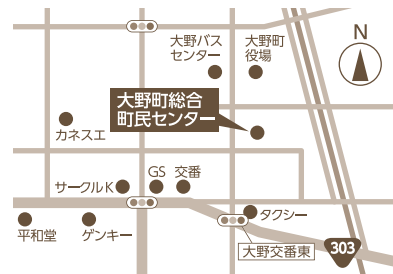 N
大野バス
センター
大野町
役場
大野町総合
町民センター
カネスエ
サークルK
GS
交番
平和堂
ゲンキー
タクシー
大野交番東
303